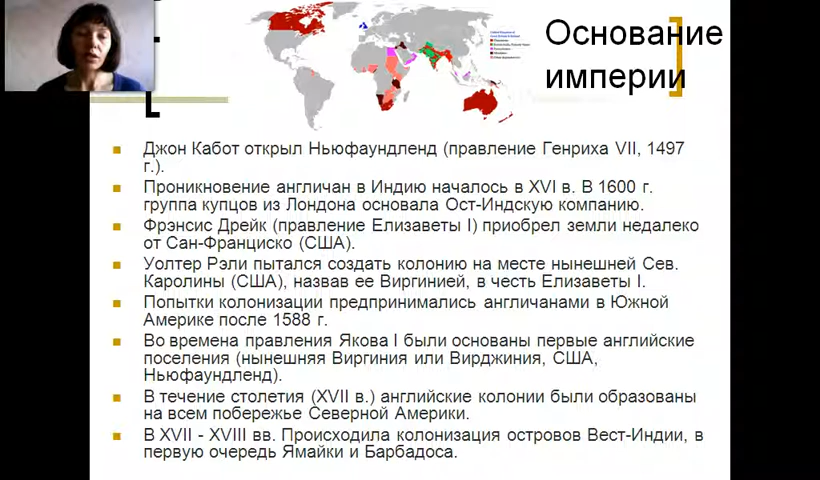 Основание
империи
Джон Кабот открыл Ньюфаундленд (правление Генриха VII, 1497
г.).
Проникновение англичан в Индию началось в XVI в. В 1600 г.
группа купцов из Лондона основала Ост-Индскую компанию.
Фрэнсис Дрейк (правление Елизаветы I) приобрел земли недалеко
от Сан-Франциско (США).
Уолтер Рэли пытался создать колонию на месте нынешней Сев.
Каролины (США), назвав ее Виргинией, в честь Елизаветы I.
Попытки колонизации предпринимались англичанами в Южной
Америке после 1588 г.
Во времена правления Якова I были основаны первые английские
поселения (нынешняя Виргиния или Вирджиния, США,
Ньюфаундленд).
В течение столетия (XVII в.) английские колонии были образованы
на всем побережье Северной Америки.
В XVII - XVIII вв. Происходила колонизация островов Вест-Индии, в
первую очередь Ямайки и Барбадоса.